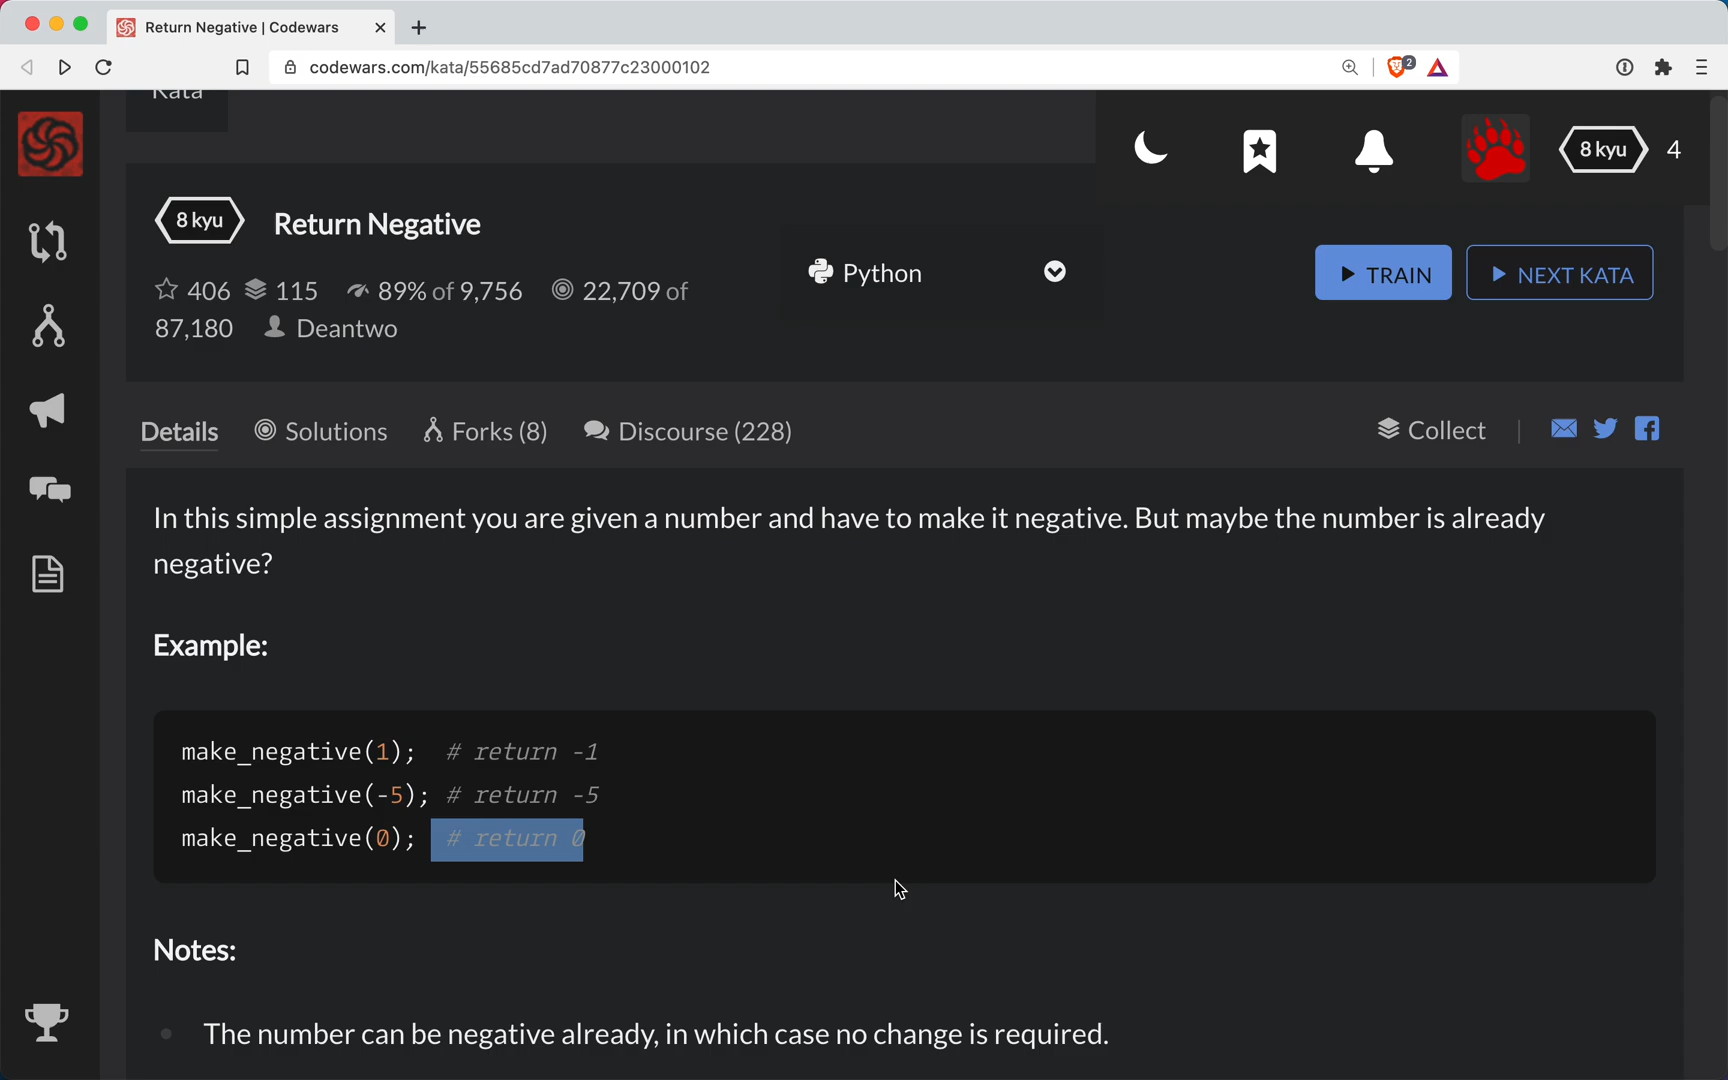 Return Negative | Codewars
codewars.com/kata/55685cd7ad70877c23000102
2
Kata
8 kyu 4
8 kyu Return Negative
406 115 89% of 9,756 22,709 of
87,180 Deantwo
Python
TRAIN NEXT KATA
Details Solutions Forks (8) Discourse (228)
Collect
In this simple assignment you are given a number and have to make it negative. But maybe the number is already
negative?
Example:
make_negative(1); # return -1
make_negative(-5); # return -5
make_negative(0); # return 0
Notes:
The number can be negative already, in which case no change is required.